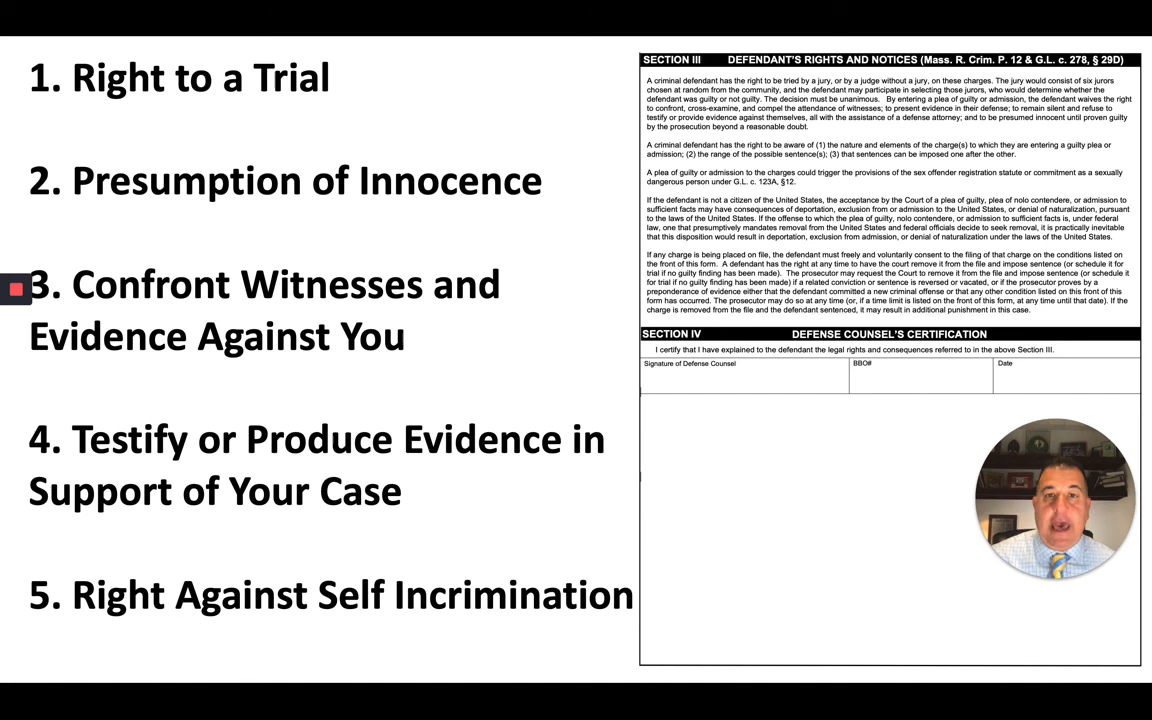 1. Right to a Trial
2. Presumption of Innocence
3. Confront Witnesses and
Evidence Against You
4. Testify or Produce Evidence in
Support of Your Case
5. Right Against Self Incrimination
SECTION III DEFENDANT'S RIGHTS AND NOTICES (Mass. R. Crim. P. 12 & G.L. c. 278, § 29D)
A criminal defendant has the right to be tried by a jury, or by a judge without a jury, on these charges. The jury would consist of six jurors
chosen at random from the community, and the defendant may participate in selecting those jurors, who would determine whether the
defendant was guilty or not guilty. The decision must be unanimous. By entering a plea of guilty or admission, the defendant waives the right
to confront, cross-examine, and compel the attendance of witnesses; to present evidence in their defense; to remain silent and refuse to
testify or provide evidence against themselves, all with the assistance of a defense attorney; and to be presumed innocent until proven guilty
by the prosecution beyond a reasonable doubt.
A criminal defendant has the right to be aware of (1) the nature and elements of the charge(s) to which they are entering a guilty plea or
admission; (2) the range of the possible sentence(s); (3) that sentences can be imposed one after the other.
A plea of guilty or admission to the charges could trigger the provisions of the sex offender registration statute or commitment as a sexually
dangerous person under G.L. c. 123A, §12.
If the defendant is not a citizen of the United States, the acceptance by the Court of a plea of guilty, plea of nolo contendere, or admission to
sufficient facts may have consequences of deportation, exclusion from or admission to the United States, or denial of naturalization, pursuant
to the laws of the United States. If the offense to which the plea of guilty, nolo contendere, or admission to sufficient facts is, under federal
law, one that presumptively mandates removal from the United States and federal officials decide to seek removal, it is practically inevitable
that this disposition would result in deportation, exclusion from admission, or denial of naturalization under the laws of the United States.
If any charge is being placed on file, the defendant must freely and voluntarily consent to the filing of that charge on the conditions listed on
the front of this form. A defendant has the right at any time to have the court remove it from the file and impose sentence (or schedule it for
trial if no guilty finding has been made). The prosecutor may request the Court to remove it from the file and impose sentence (or schedule it
for trial if no guilty finding has been made) if a related conviction or sentence is reversed or vacated, or if the prosecutor proves by a
preponderance of evidence either that the defendant committed a new criminal offense or that any other condition listed on this front of this
form has occurred. The prosecutor may do so at any time (or, if a time limit is listed on the front of this form, at any time until that date). If the
charge is removed from the file and the defendant sentenced, it may result in additional punishment in this case.
SECTION IV DEFENSE COUNSEL'S CERTIFICATION
I certify that I have explained to the defendant the legal rights and consequences referred to in the above Section III.
Signature of Defense Counsel BBO# Date